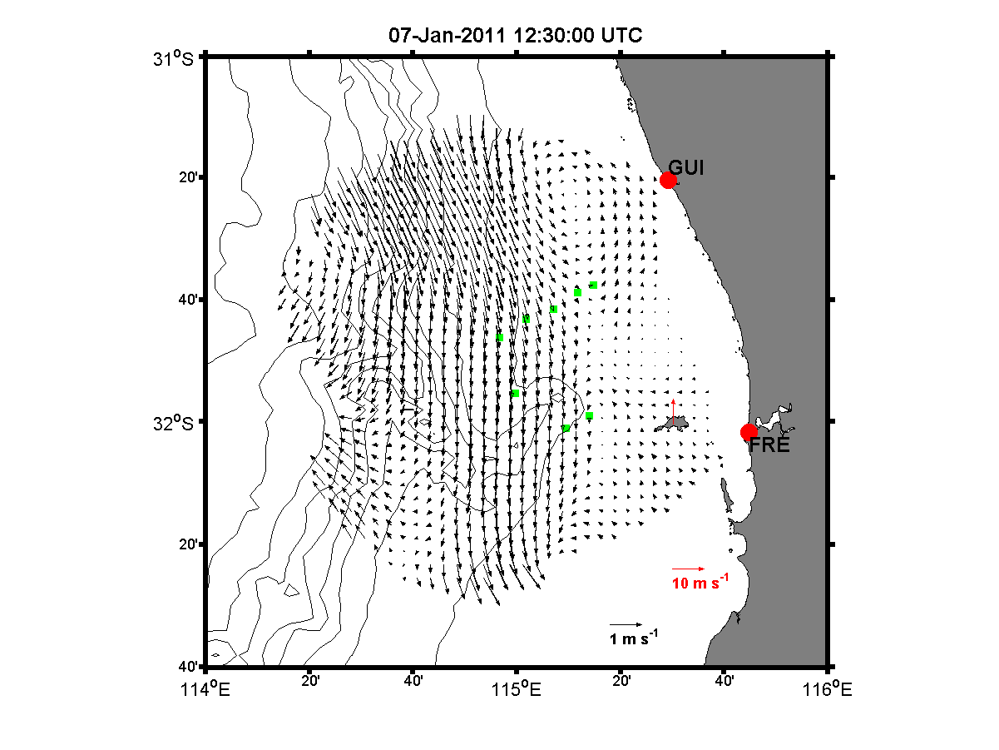 07-Jan-2011 12:30:00 UTC
31°S
20'
40'
32°S
20'
40'
GUI
FRE
10 m s⁻¹
1 m s⁻¹
114°E
20'
40'
115°E
20'
40'
116°E